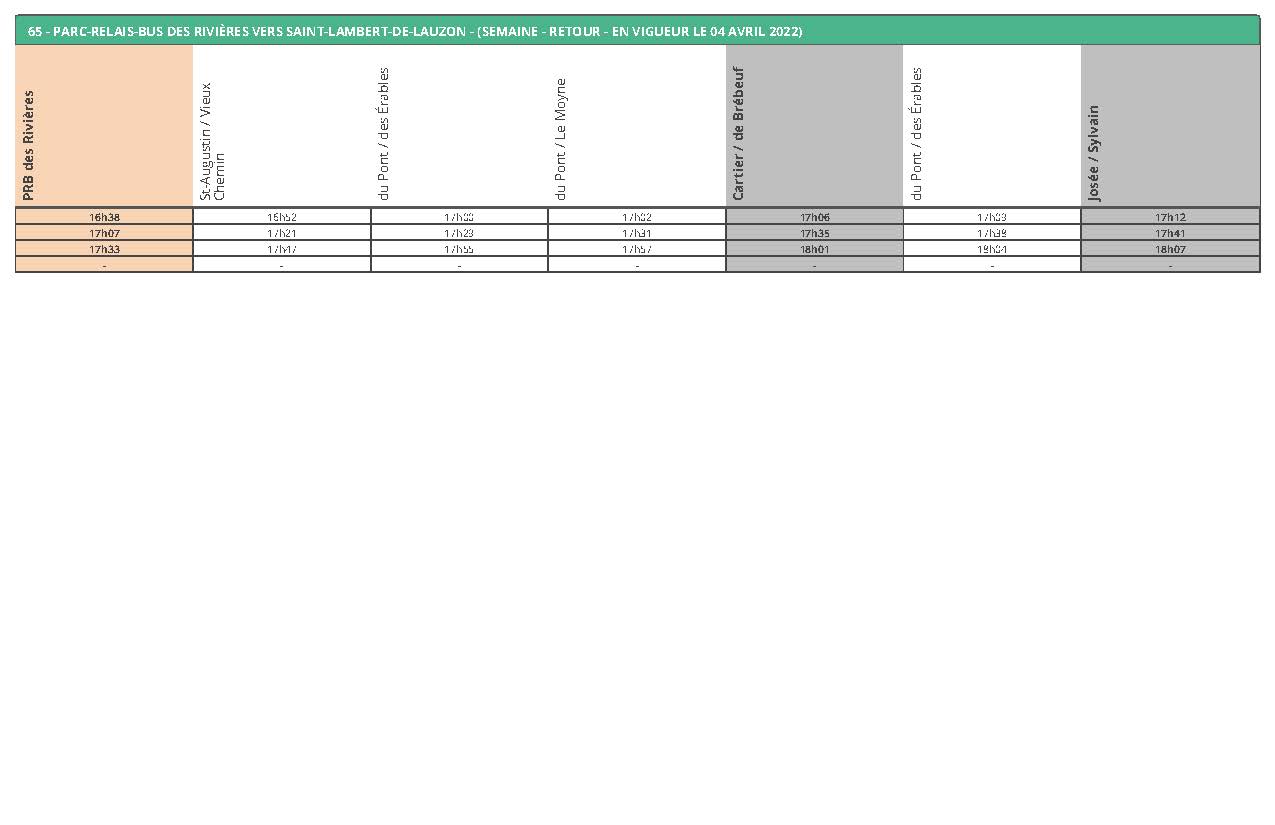 65 - PARC-RELAIS-BUS DES RIVIÈRES VERS SAINT-LAMBERT-DE-LAUZON - (SEMAINE - RETOUR - EN VIGUEUR LE 04 AVRIL 2022)
PRB des Rivières
St-Augustin / Vieux
Chemin
du Pont / des Érables
du Pont / Le Moyne
Cartier / de Brébeuf
du Pont / des Érables
Josée / Sylvain
16h38 16h52 17h00 17h02 17h06 17h09 17h12
17h07 17h21 17h29 17h31 17h35 17h38 17h41
17h33 17h47 17h55 17h57 18h01 18h04 18h07
- - - - - - -